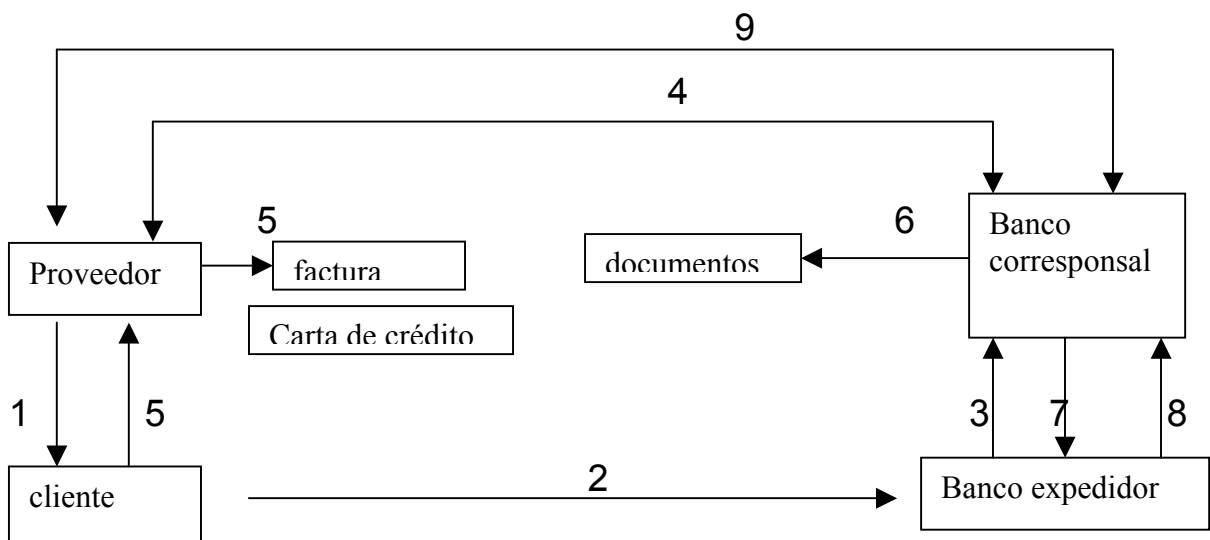 9
4
5
6
Proveedor
factura
documentos
Banco
corresponsal
Carta de crédito
1
5
3
7
8
2
cliente
Banco expedidor